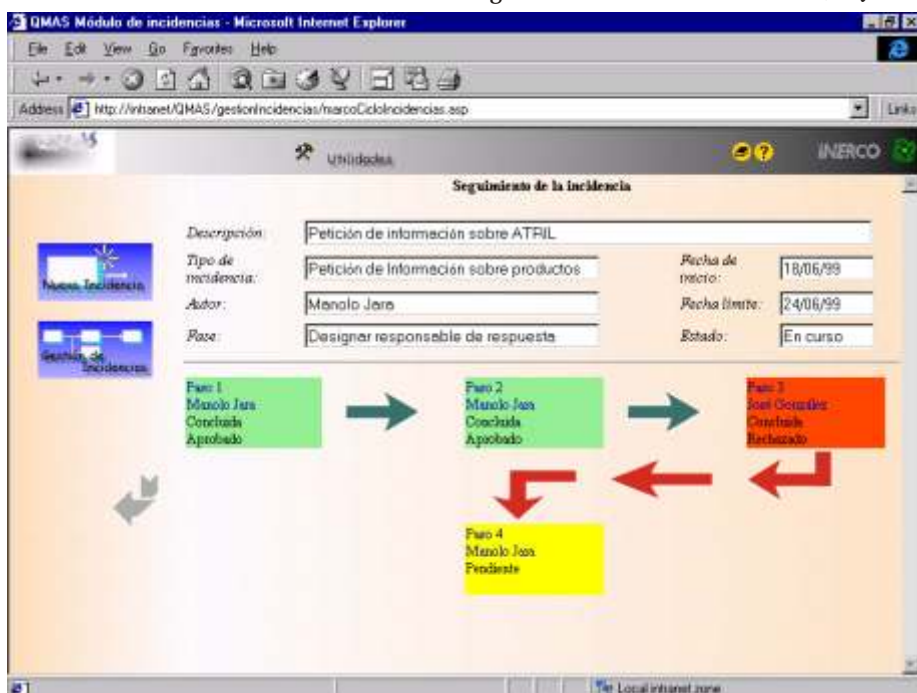 QMAS Módulo de incidencias - Microsoft Internet Explorer
File Edit View Go Favorites Help
Address http://intranet/QMAS/gestionIncidencias/marcoCicloIncidencias.asp Links
Utilidades INERCO
Seguimiento de la incidencia
Descripción: Petición de información sobre ATRIL
Tipo de incidencia: Petición de Información sobre productos Fecha de inicio: 18/06/99
Autor: Manolo Jara Fecha límite: 24/06/99
Fase: Designar responsable de respuesta Estado: En curso
Nueva Incidencia
Gestión de Incidencias
Paso 1
Manolo Jara
Concluida
Aprobado
Paso 2
Manolo Jara
Concluida
Aprobado
Paso 3
José González
Concluida
Rechazado
Paso 4
Manolo Jara
Pendiente
Local intranet zone